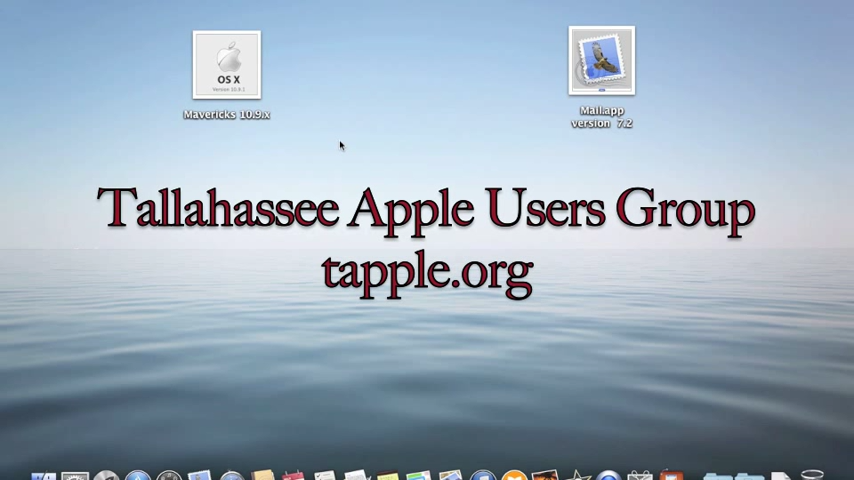 OS X
Mavericks 10.9.x
Mail.app
version 7.2
Tallahassee Apple Users Group
tapple.org